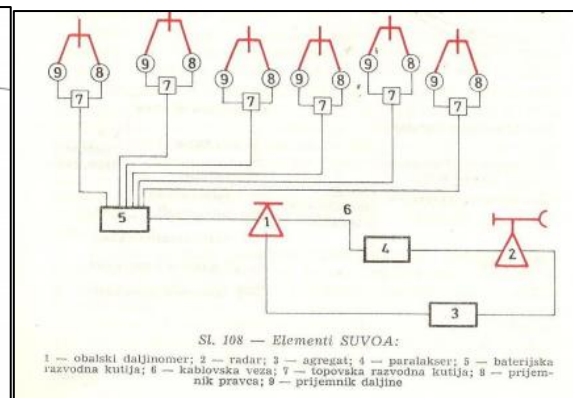 9 8 9 8 9 8 9 8 9 8 9 8
7 7 7 7 7 7
5 1 6 4 2
3
Sl. 108 — Elementi SUVOA:
1 — obalski daljinomer; 2 — radar; 3 — agregat; 4 — paralakser; 5 — baterijska
razvodna kutija; 6 — kablovska veza; 7 — topovska razvodna kutija; 8 — prijem-
nik pravca; 9 — prijemnik daljine